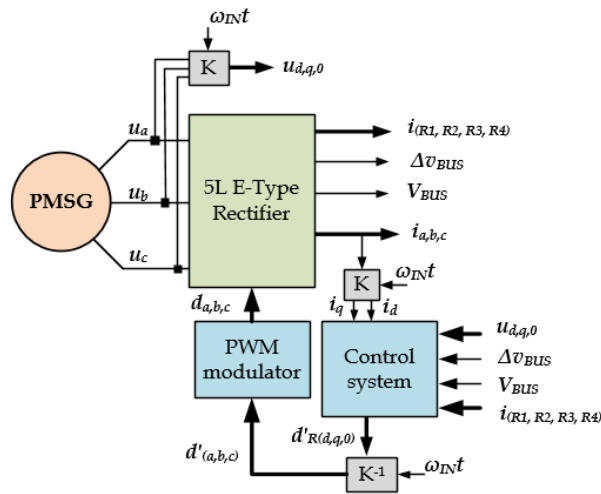 ω_IN t
K
u_d,q,0
u_a
i_(R1, R2, R3, R4)
Δv_BUS
5L E-Type
Rectifier
PMSG
u_b
V_BUS
u_c
i_a,b,c
K
ω_IN t
d_a,b,c
i_q
i_d
PWM
modulator
Control
system
u_d,q,0
Δv_BUS
V_BUS
i_(R1, R2, R3, R4)
d'_(a,b,c)
d'_R(d,q,0)
K⁻¹
ω_IN t